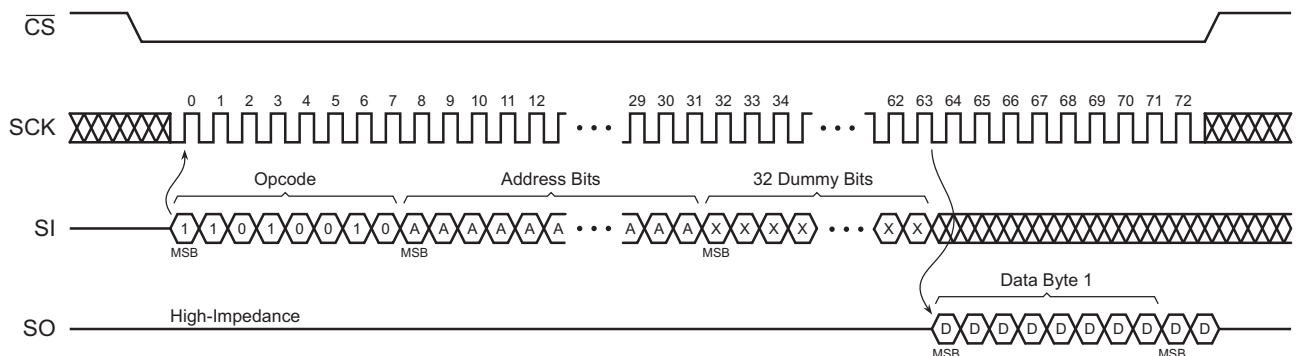 CS
0 1 2 3 4 5 6 7 8 9 10 11 12 29 30 31 32 33 34 62 63 64 65 66 67 68 69 70 71 72
SCK
Opcode Address Bits 32 Dummy Bits
SI 1 1 0 1 0 0 1 0 A A A A A A A A A X X X X X X
MSB MSB MSB
Data Byte 1
High-Impedance
SO D D D D D D D D D D
MSB MSB